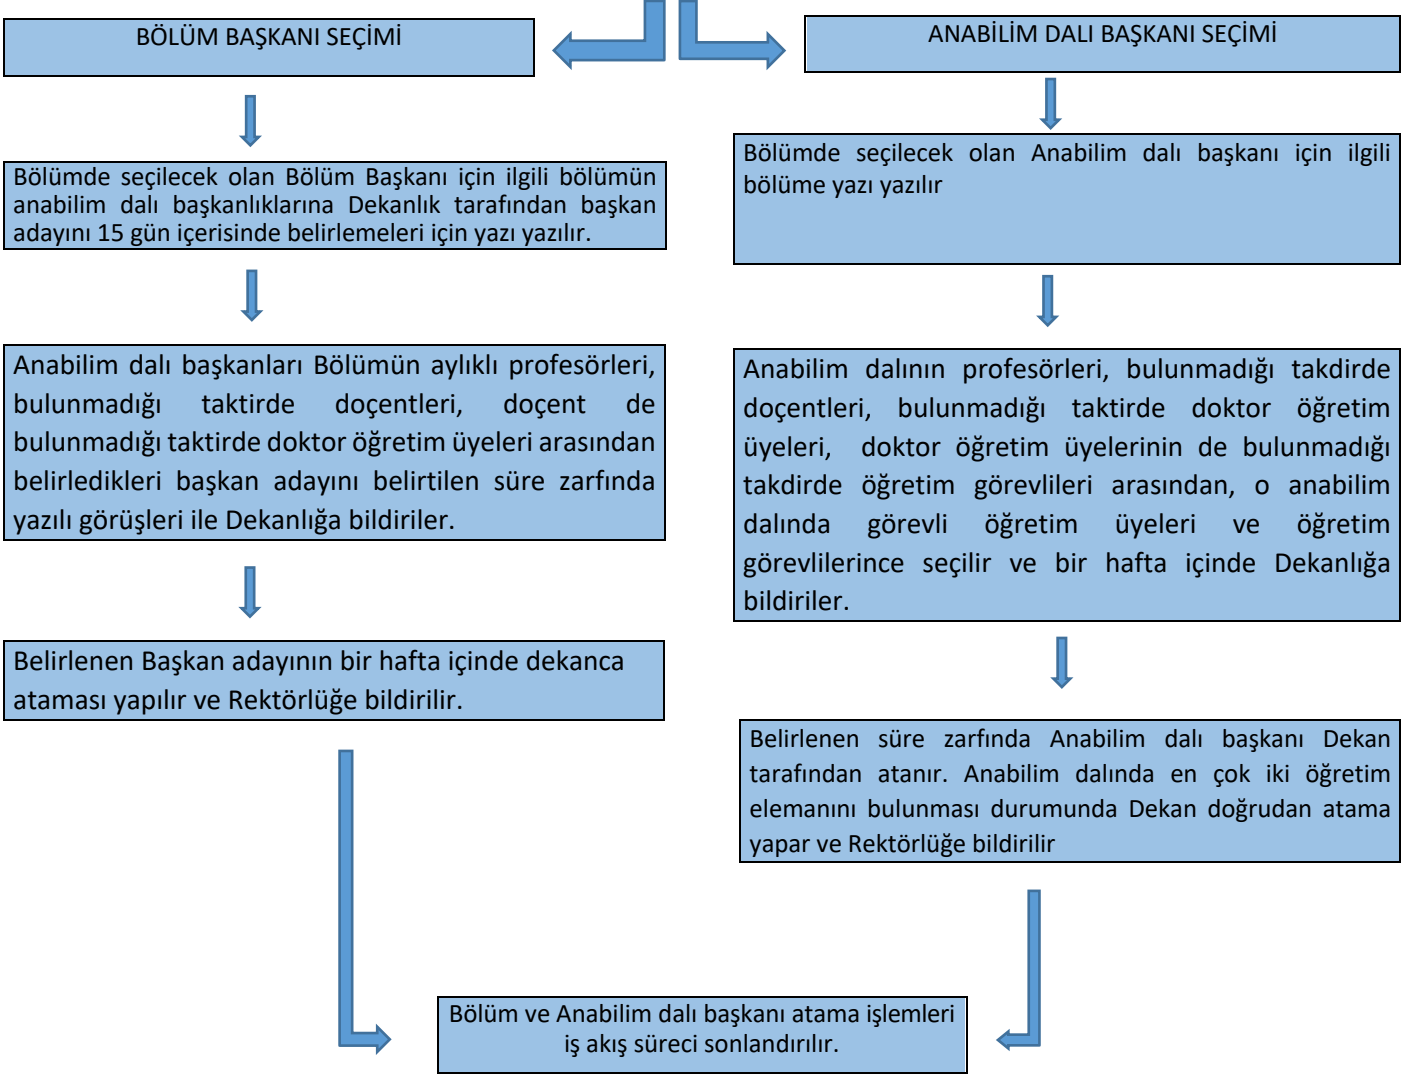 BÖLÜM BAŞKANI SEÇİMİ
Bölümde seçilecek olan Bölüm Başkanı için ilgili bölümün
anabilim dalı başkanlıklarına Dekanlık tarafından başkan
adayını 15 gün içerisinde belirlemeleri için yazı yazılır.
Anabilim dalı başkanları Bölümün aylıklı profesörleri,
bulunmadığı taktirde doçentleri, doçent de
bulunmadığı taktirde doktor öğretim üyeleri arasından
belirledikleri başkan adayını belirtilen süre zarfında
yazılı görüşleri ile Dekanlığa bildiriler.
Belirlenen Başkan adayının bir hafta içinde dekanca
ataması yapılır ve Rektörlüğe bildirilir.
ANABİLİM DALI BAŞKANI SEÇİMİ
Bölümde seçilecek olan Anabilim dalı başkanı için ilgili
bölüme yazı yazılır
Anabilim dalının profesörleri, bulunmadığı takdirde
doçentleri, bulunmadığı taktirde doktor öğretim
üyeleri, doktor öğretim üyelerinin de bulunmadığı
takdirde öğretim görevlileri arasından, o anabilim
dalında görevli öğretim üyeleri ve öğretim
görevlilerince seçilir ve bir hafta içinde Dekanlığa
bildiriler.
Belirlenen süre zarfında Anabilim dalı başkanı Dekan
tarafından atanır. Anabilim dalında en çok iki öğretim
elemanını bulunması durumunda Dekan doğrudan atama
yapar ve Rektörlüğe bildirilir
Bölüm ve Anabilim dalı başkanı atama işlemleri
iş akış süreci sonlandırılır.